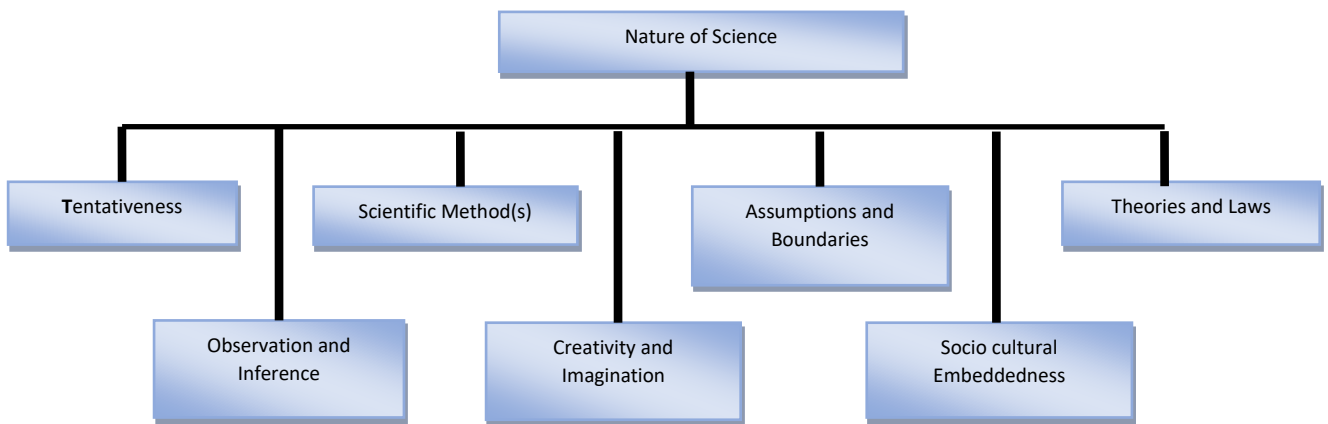 Nature of Science
Tentativeness
Scientific Method(s)
Assumptions and
Boundaries
Theories and Laws
Observation and
Inference
Creativity and
Imagination
Socio cultural
Embeddedness